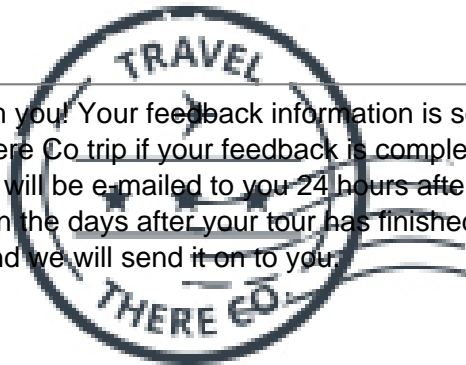 TRAVEL
n you! Your feedback information is s
ere Co trip if your feedback is comple
will be e-mailed to you 24 hours afte
n the days after your tour has finished
nd we will send it on to you.
THERE CO.